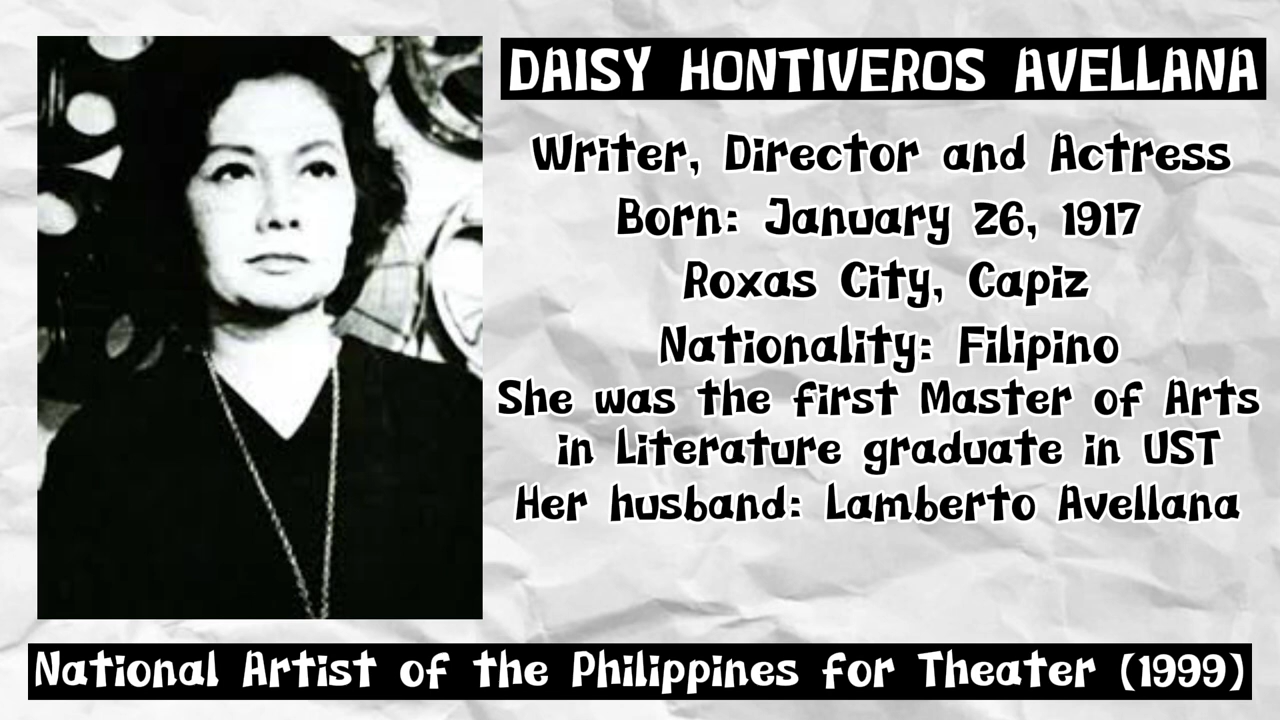 DAISY HONTIVEROS AVELLANA
Writer, Director and Actress
Born: January 26, 1917
Roxas City, Capiz
Nationality: Filipino
She was the first Master of Arts
in Literature graduate in UST
Her husband: Lamberto Avellana
National Artist of the Philippines for Theater (1999)